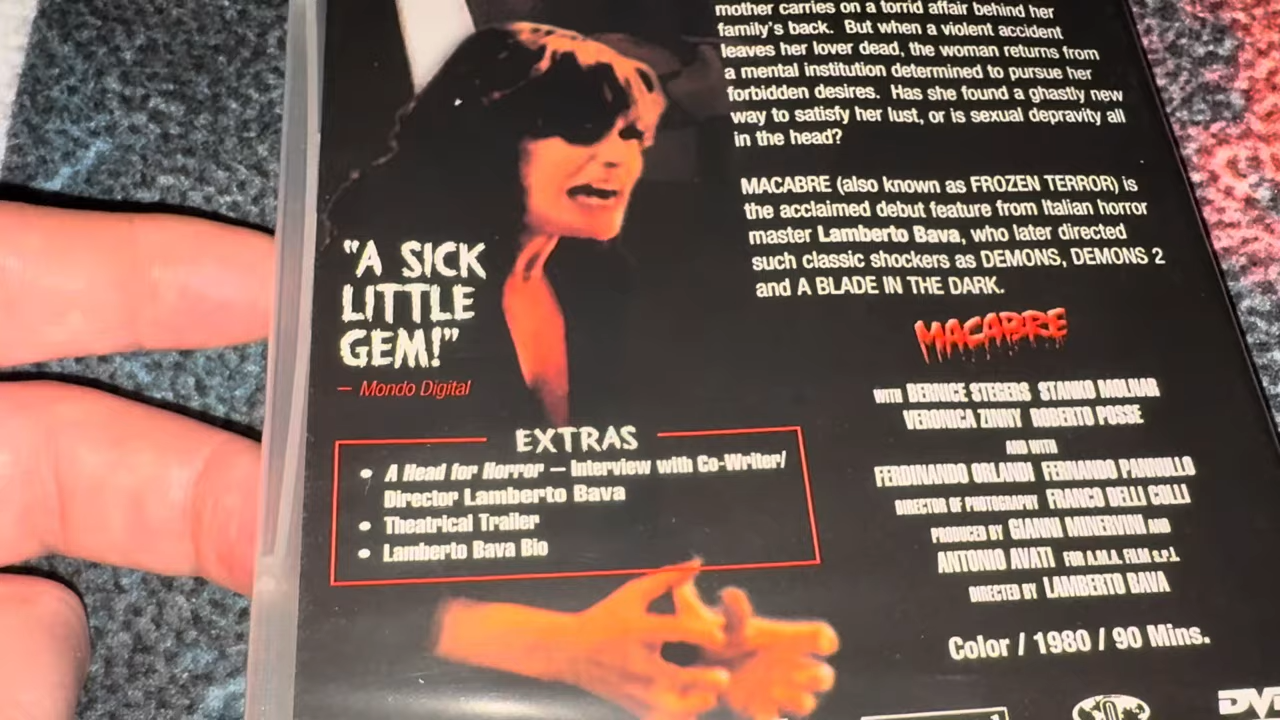 mother carries on a torrid affair behind her
family's back. But when a violent accident
leaves her lover dead, the woman returns from
a mental institution determined to pursue her
forbidden desires. Has she found a ghastly new
way to satisfy her lust, or is sexual depravity all
in the head?
MACABRE (also known as FROZEN TERROR) is
the acclaimed debut feature from Italian horror
master Lamberto Bava, who later directed
such classic shockers as DEMONS, DEMONS 2
and A BLADE IN THE DARK.
"A SICK
LITTLE
GEM!"
— Mondo Digital
EXTRAS
• A Head for Horror — Interview with Co-Writer/
Director Lamberto Bava
• Theatrical Trailer
• Lamberto Bava Bio
MACABRE
WITH BERNICE STEGERS STANKO MOLNAR
VERONICA ZINNY ROBERTO POSSE
AND WITH
FERDINANDO ORLANDI FERNANDO PANNULLO
DIRECTOR OF PHOTOGRAPHY FRANCO DELLI COLLI
PRODUCED BY GIANNI MINERVINI AND
ANTONIO AVATI FOR A.M.A. FILM s.r.l.
DIRECTED BY LAMBERTO BAVA
Color / 1980 / 90 Mins.